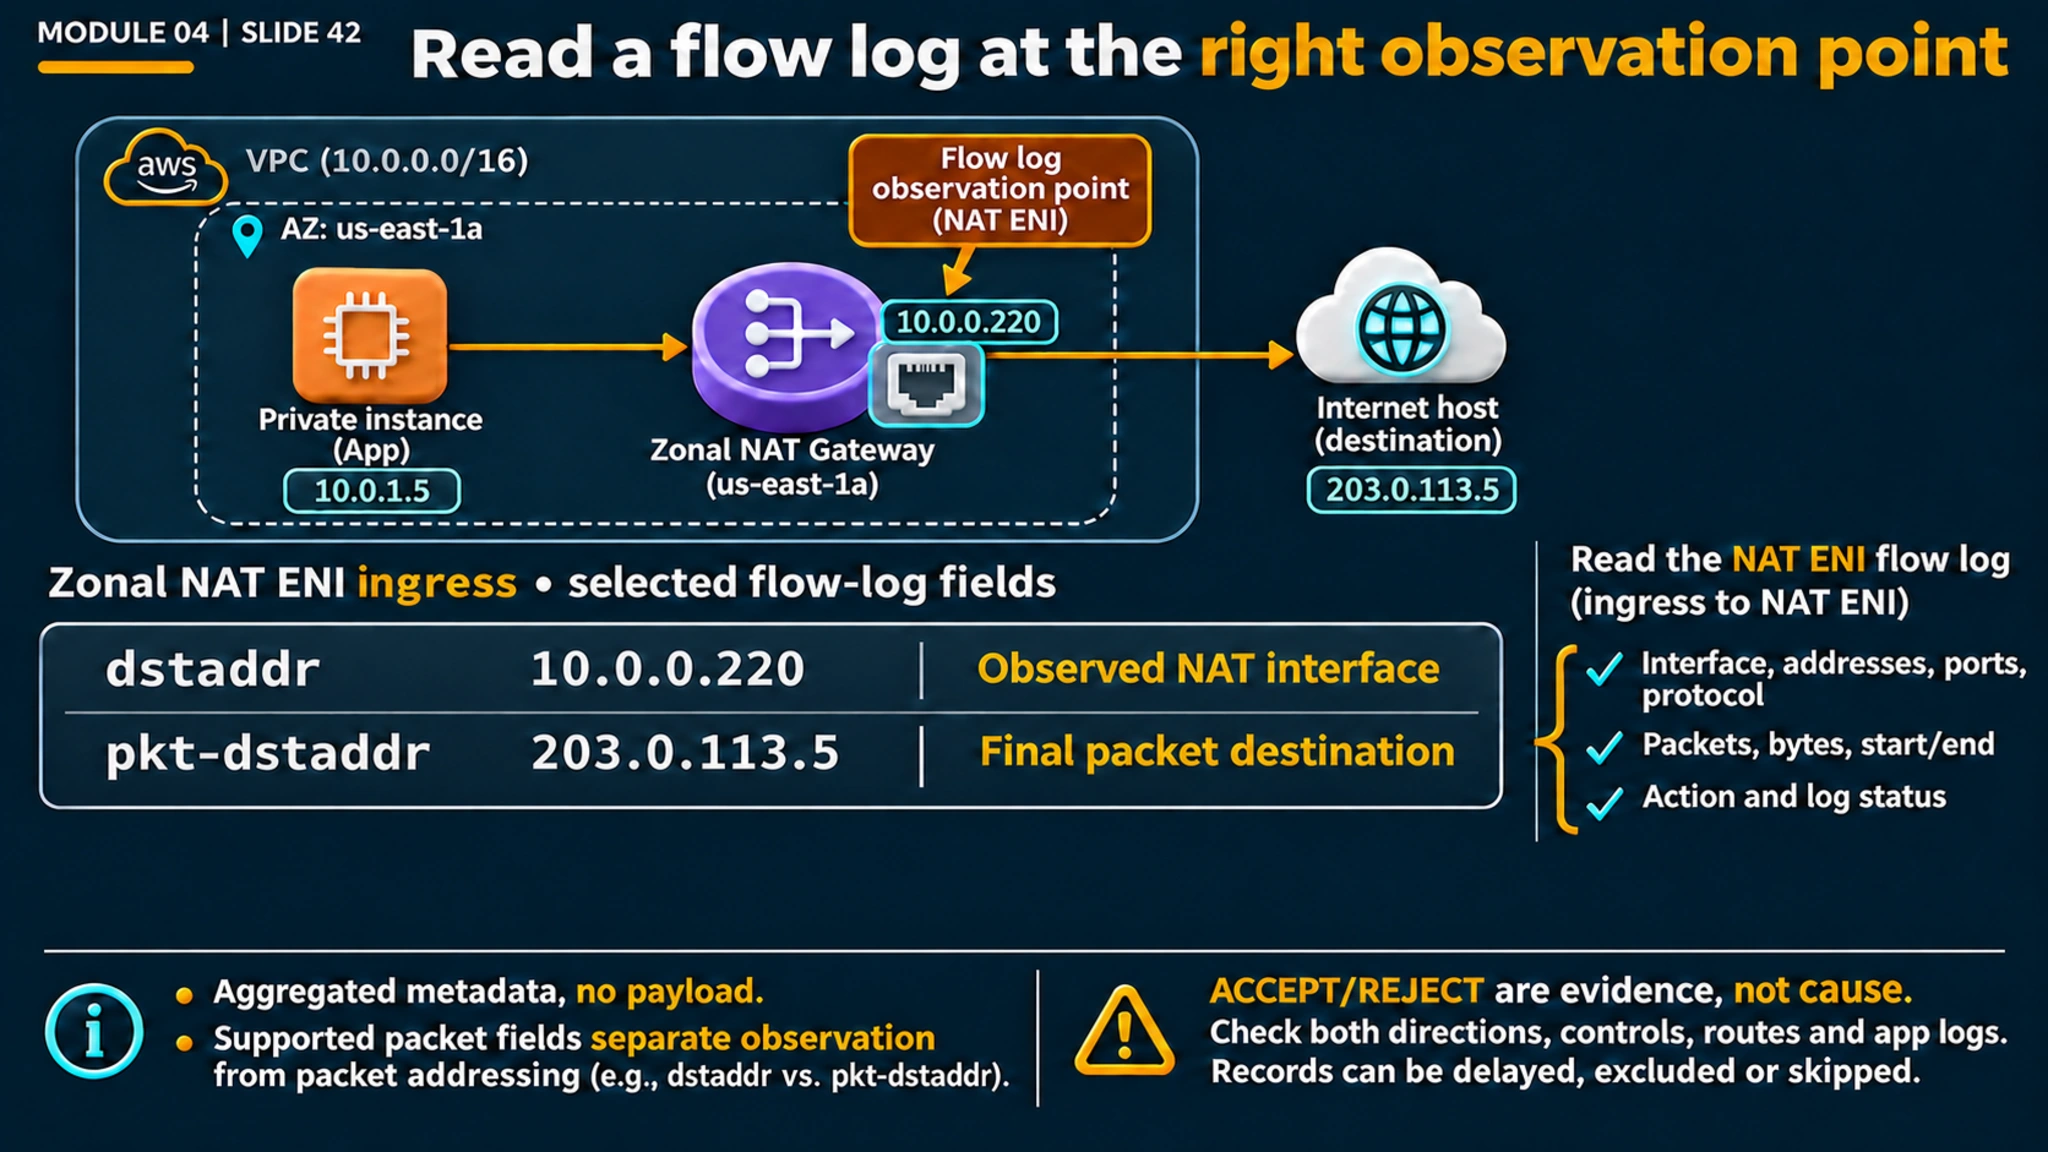 MODULE 04 | SLIDE 42
Read a flow log at the right observation point
aws
VPC (10.0.0.0/16)
Flow log
observation point
(NAT ENI)
AZ: us-east-1a
10.0.0.220
Private instance
(App)
10.0.1.5
Zonal NAT Gateway
(us-east-1a)
Internet host
(destination)
203.0.113.5
Zonal NAT ENI ingress • selected flow-log fields
dstaddr 10.0.0.220 | Observed NAT interface
pkt-dstaddr 203.0.113.5 | Final packet destination
Read the NAT ENI flow log
(ingress to NAT ENI)
Interface, addresses, ports,
protocol
Packets, bytes, start/end
Action and log status
• Aggregated metadata, no payload.
• Supported packet fields separate observation
from packet addressing (e.g., dstaddr vs. pkt-dstaddr).
ACCEPT/REJECT are evidence, not cause.
Check both directions, controls, routes and app logs.
Records can be delayed, excluded or skipped.